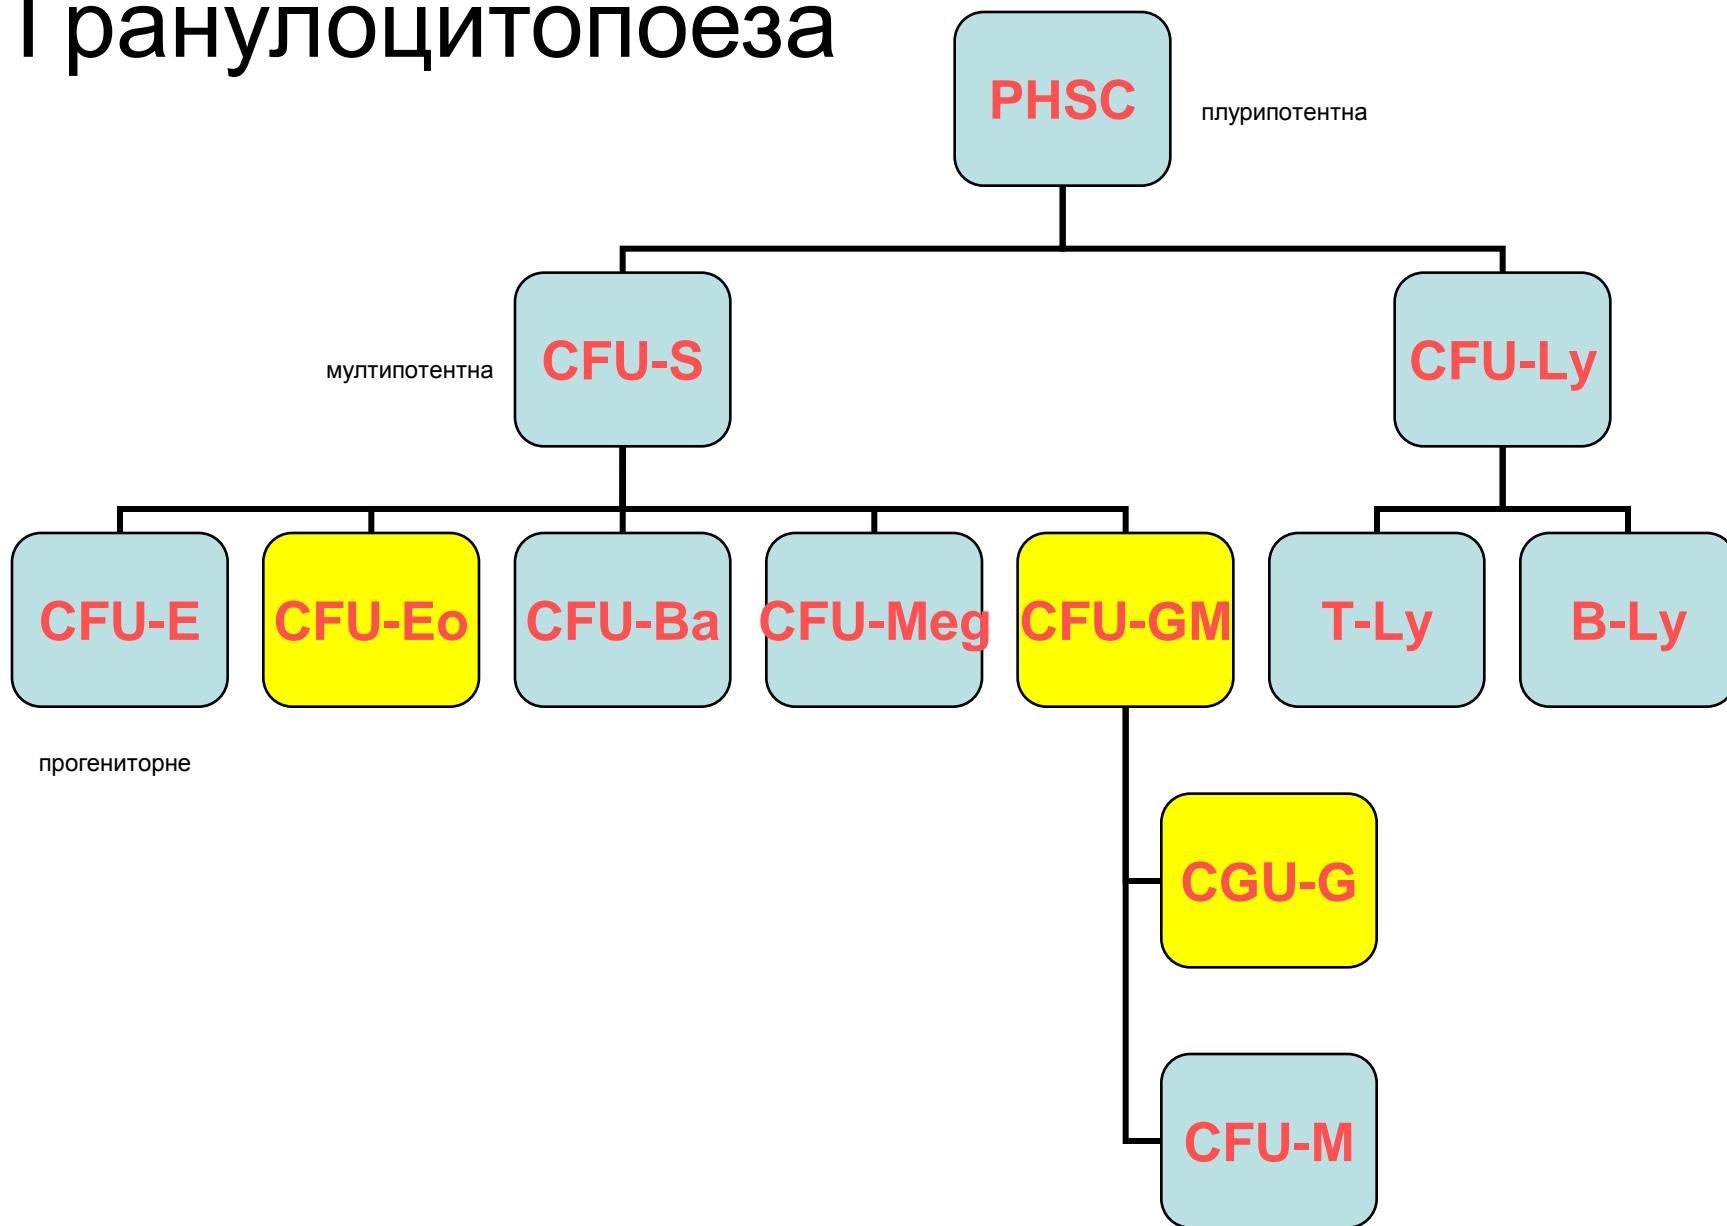 Гранулоцитопоеза
PHSC
плурипотентна
CFU-S
CFU-Ly
мултипотентна
CFU-E
CFU-Eo
CFU-Ba
CFU-Meg
CFU-GM
T-Ly
B-Ly
прогениторне
CGU-G
CFU-M